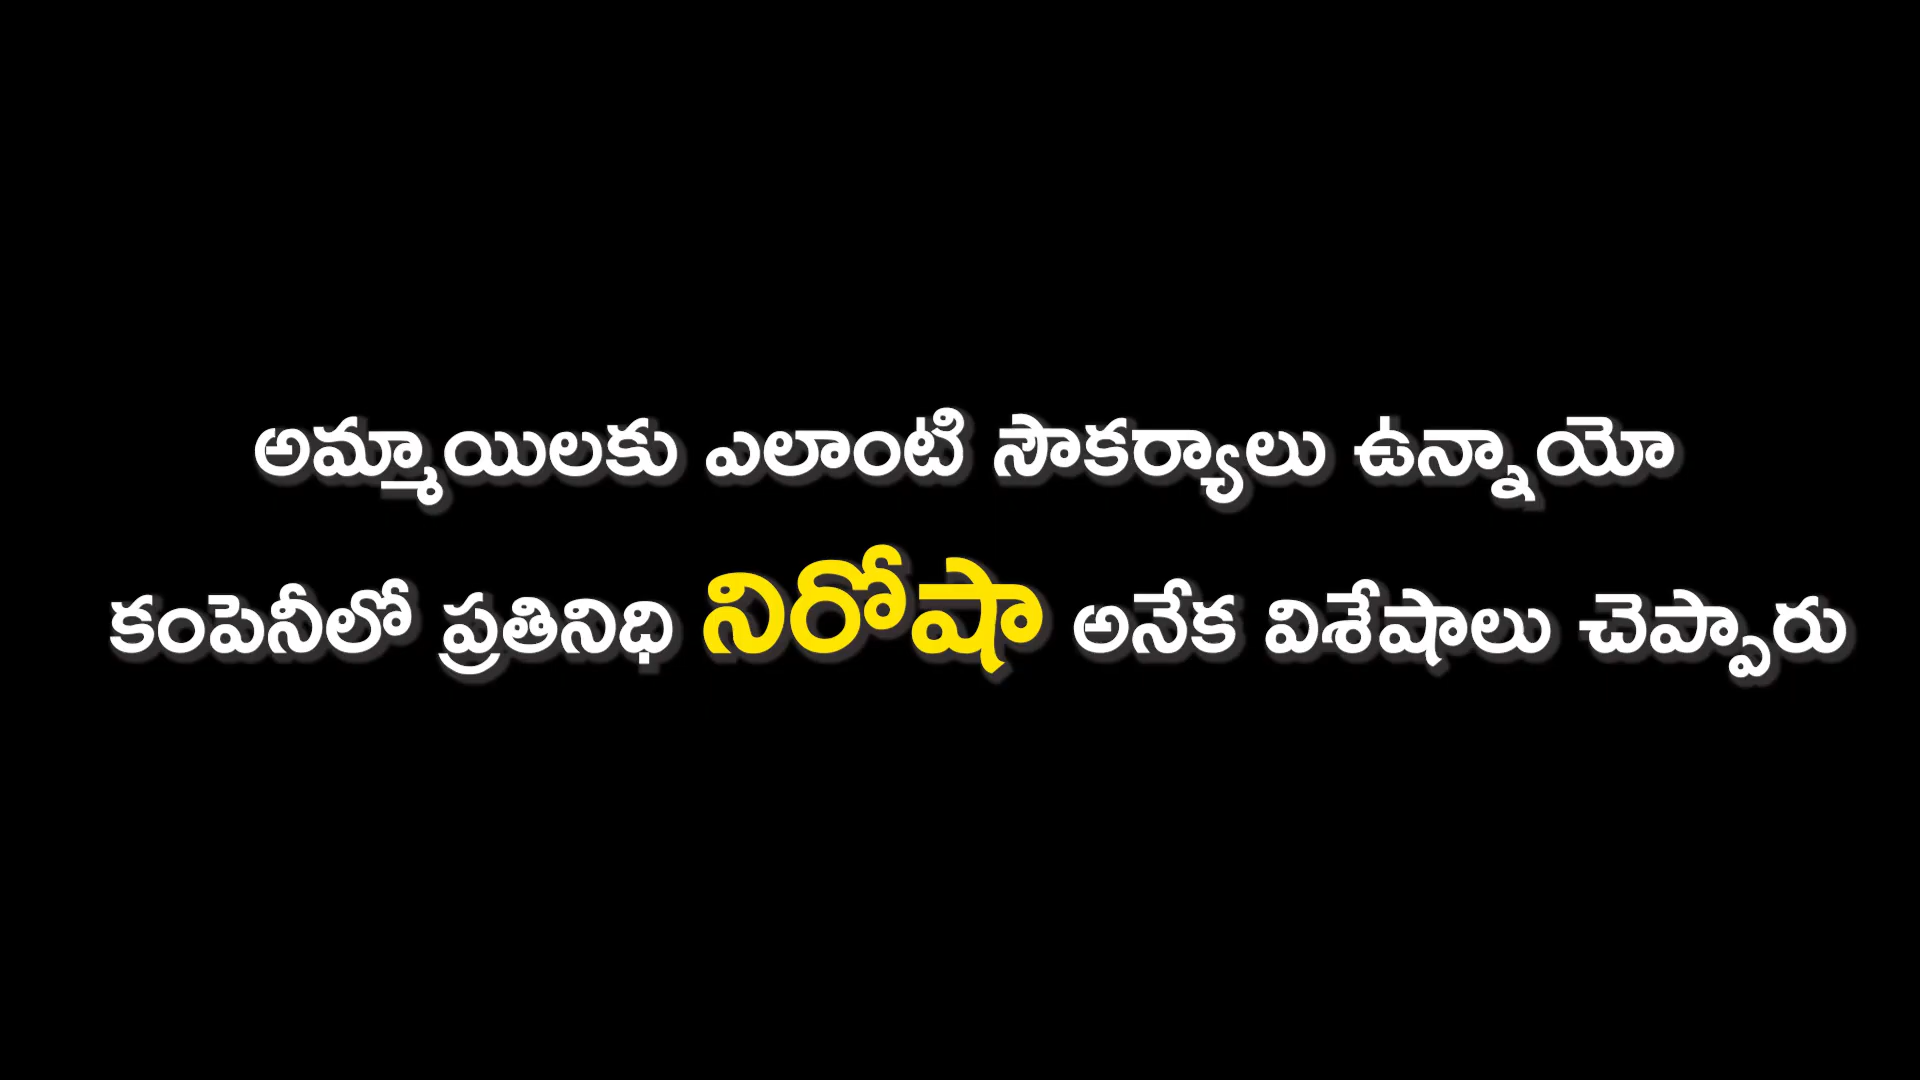 అమ్మాయిలకు ఎలాంటి సౌకర్యాలు ఉన్నాయో
కంపెనీలో ప్రతినిధి నిరోషా అనేక విశేషాలు చెప్పారు